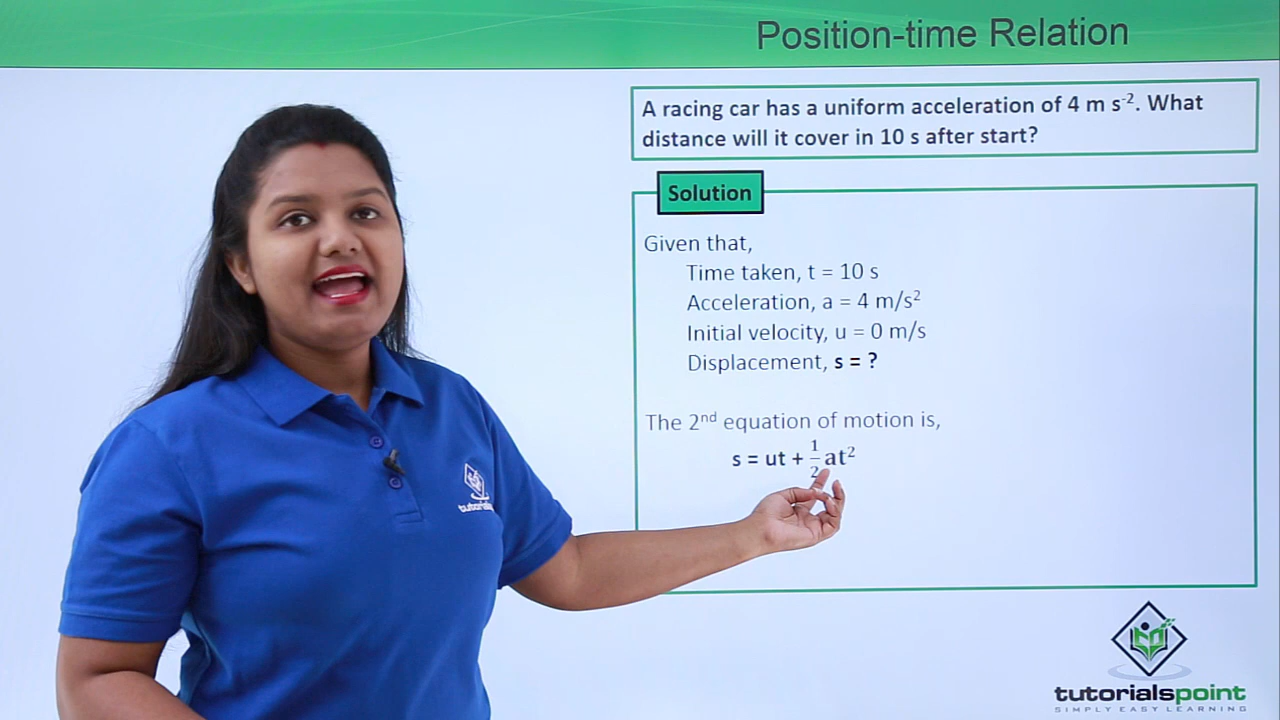 Position-time Relation
A racing car has a uniform acceleration of 4 m s⁻². What
distance will it cover in 10 s after start?
Solution
Given that,
Time taken, t = 10 s
Acceleration, a = 4 m/s²
Initial velocity, u = 0 m/s
Displacement, s = ?
The 2ⁿᵈ equation of motion is,
s = ut + 1/2 at²
tutorialspoint
SIMPLY EASY LEARNING